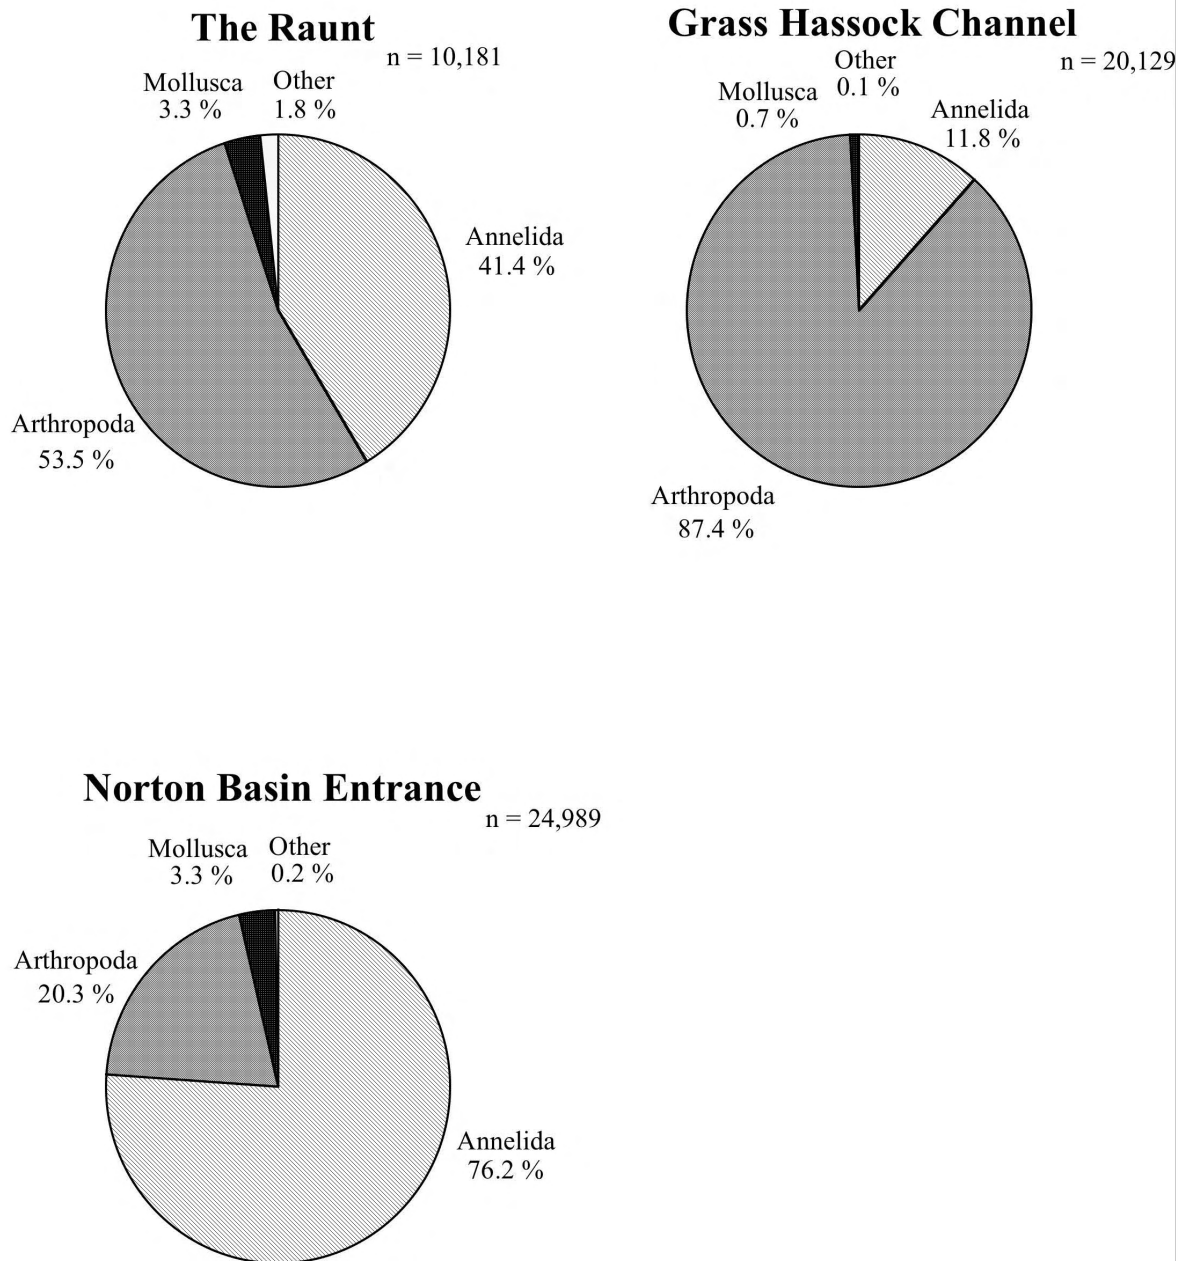 The Raunt
n = 10,181
Mollusca
3.3 %
Other
1.8 %
Annelida
41.4 %
Arthropoda
53.5 %
Grass Hassock Channel
n = 20,129
Other
0.1 %
Mollusca
0.7 %
Annelida
11.8 %
Arthropoda
87.4 %
Norton Basin Entrance
n = 24,989
Mollusca
3.3 %
Other
0.2 %
Arthropoda
20.3 %
Annelida
76.2 %